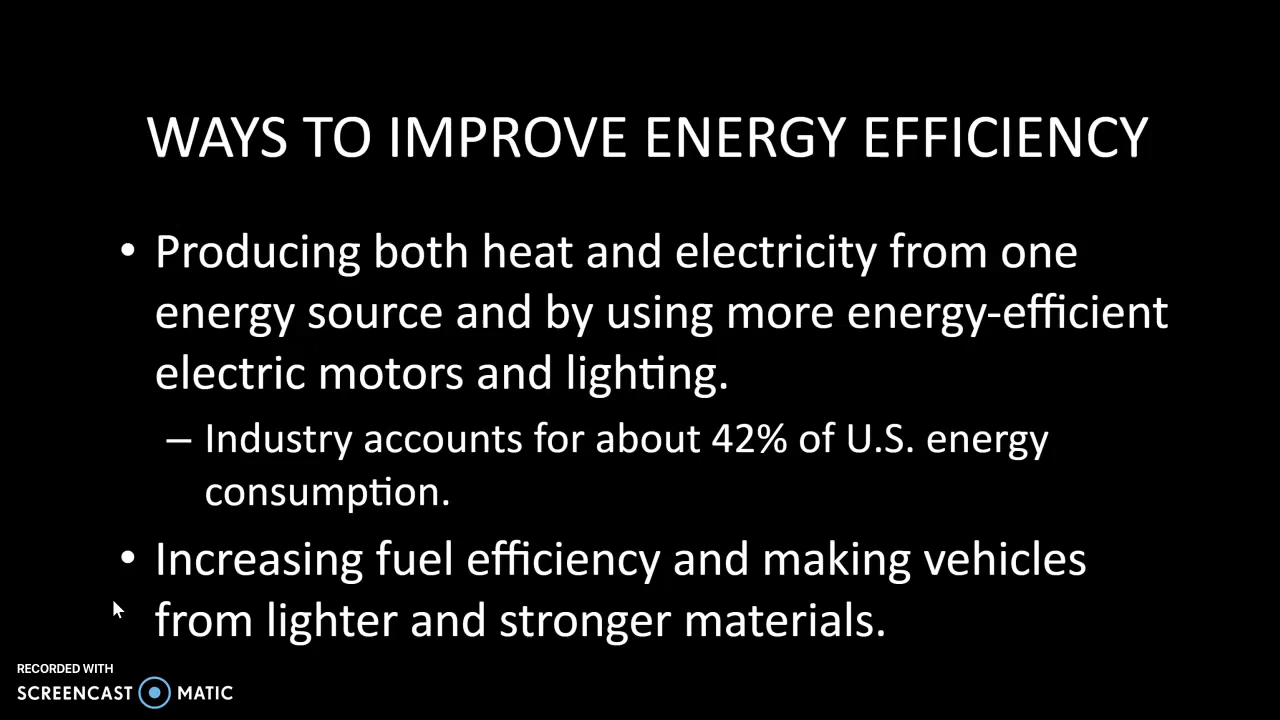 WAYS TO IMPROVE ENERGY EFFICIENCY
• Producing both heat and electricity from one
energy source and by using more energy-efficient
electric motors and lighting.
– Industry accounts for about 42% of U.S. energy
consumption.
• Increasing fuel efficiency and making vehicles
from lighter and stronger materials.
RECORDED WITH
SCREENCAST MATIC